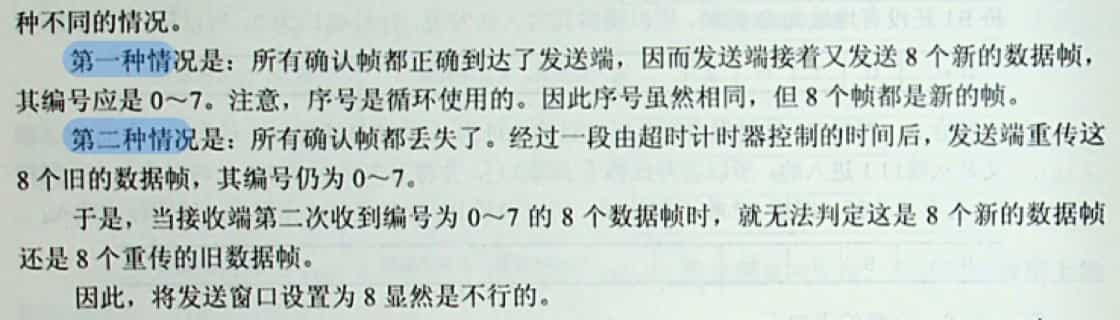 种不同的情况。
第一种情况是：所有确认帧都正确到达了发送端，因而发送端接着又发送 8 个新的数据帧，
其编号应是 0～7。注意，序号是循环使用的。因此序号虽然相同，但 8 个帧都是新的帧。
第二种情况是：所有确认帧都丢失了。经过一段由超时计时器控制的时间后，发送端重传这
8 个旧的数据帧，其编号仍为 0～7。
于是，当接收端第二次收到编号为 0～7 的 8 个数据帧时，就无法判定这是 8 个新的数据帧
还是 8 个重传的旧数据帧。
因此，将发送窗口设置为 8 显然是不行的。